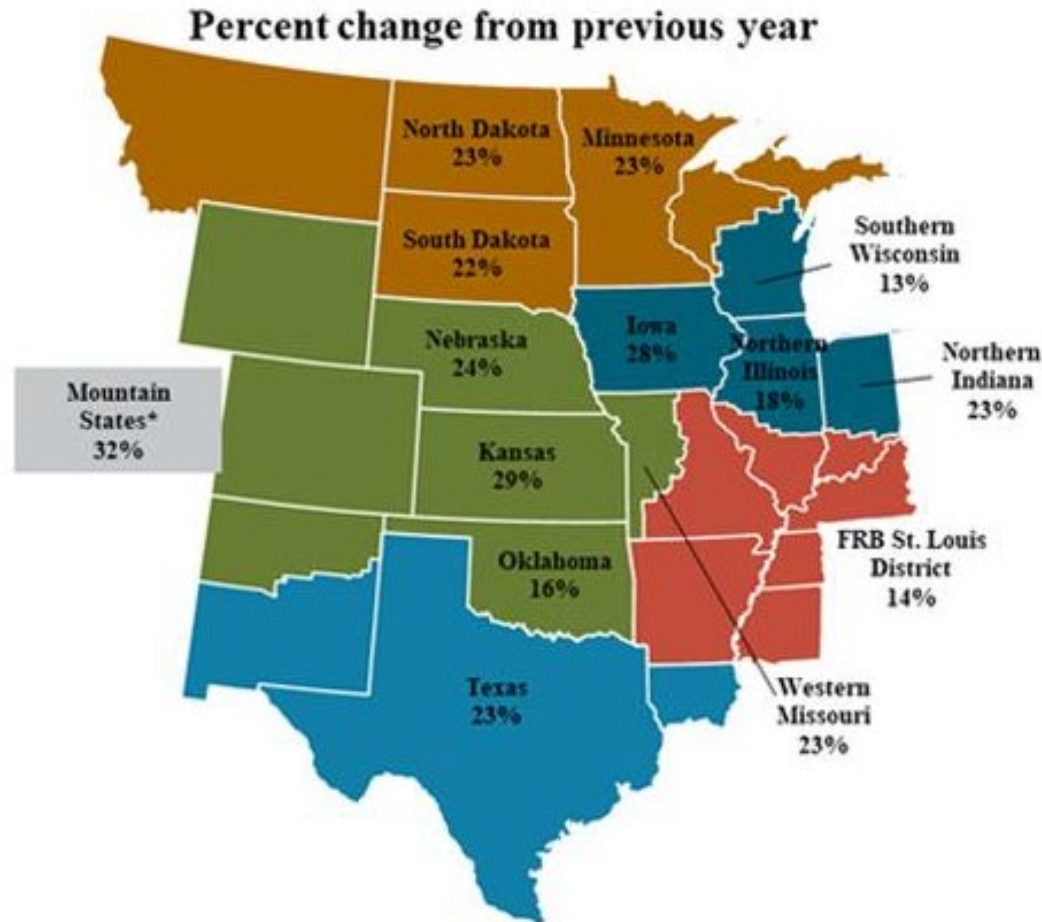 Percent change from previous year
North Dakota
23%
Minnesota
23%
South Dakota
22%
Southern
Wisconsin
13%
Nebraska
24%
Iowa
28%
Northern
Illinois
18%
Northern
Indiana
23%
Mountain
States*
32%
Kansas
29%
Oklahoma
16%
FRB St. Louis
District
14%
Texas
23%
Western
Missouri
23%